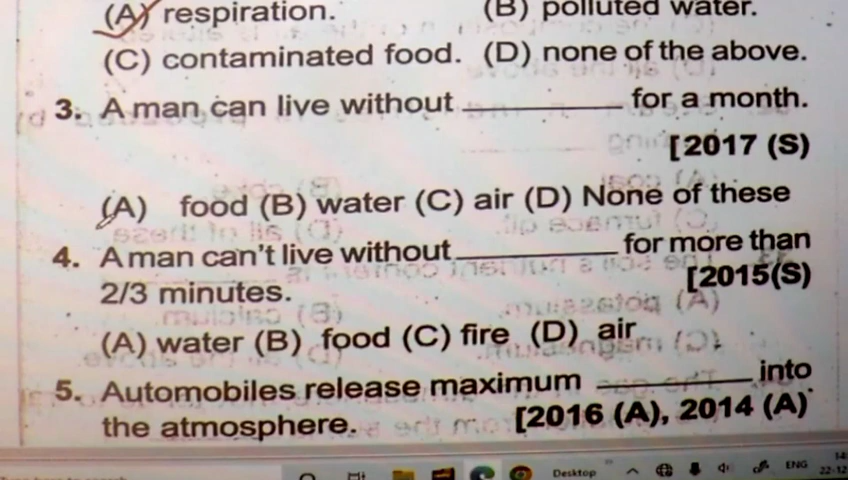 (A) respiration. (B) polluted water.
(C) contaminated food. (D) none of the above.
3. A man can live without ________ for a month.
[2017 (S)
(A) food (B) water (C) air (D) None of these
4. A man can't live without ________ for more than
2/3 minutes. [2015(S)
(A) water (B) food (C) fire (D) air
5. Automobiles release maximum ________ into
the atmosphere. [2016 (A), 2014 (A)
Desktop ENG